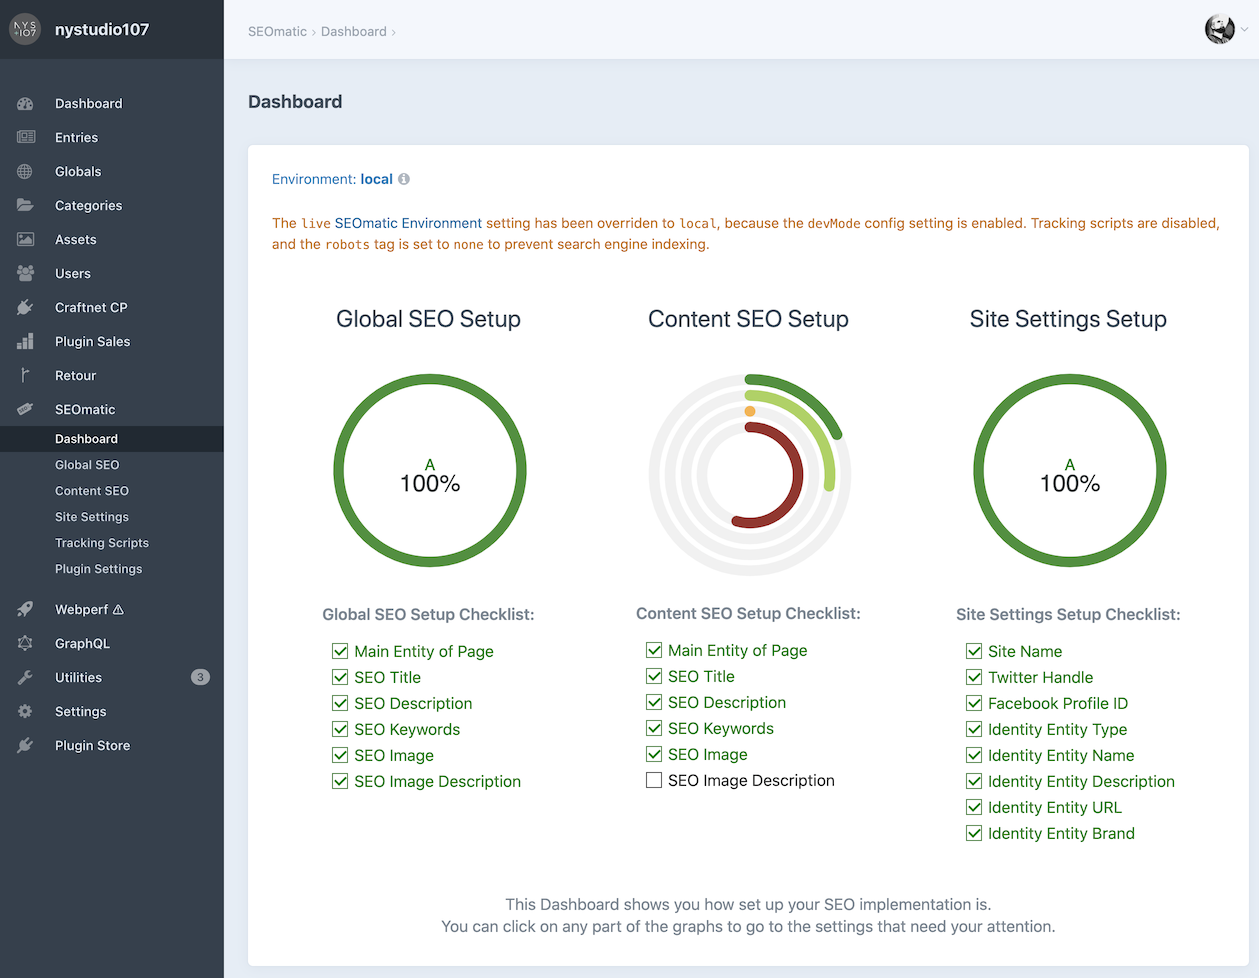 NYS
+107
nystudio107
SEOmatic › Dashboard ›
Dashboard
Entries
Globals
Categories
Assets
Users
Craftnet CP
Plugin Sales
Retour
SEOmatic
Dashboard
Global SEO
Content SEO
Site Settings
Tracking Scripts
Plugin Settings
Webperf ⚠
GraphQL
Utilities 3
Settings
Plugin Store
Dashboard
Environment: local
The live SEOmatic Environment setting has been overriden to local, because the devMode config setting is enabled. Tracking scripts are disabled,
and the robots tag is set to none to prevent search engine indexing.
Global SEO Setup
A
100%
Global SEO Setup Checklist:
Main Entity of Page
SEO Title
SEO Description
SEO Keywords
SEO Image
SEO Image Description
Content SEO Setup
Content SEO Setup Checklist:
Main Entity of Page
SEO Title
SEO Description
SEO Keywords
SEO Image
SEO Image Description
Site Settings Setup
A
100%
Site Settings Setup Checklist:
Site Name
Twitter Handle
Facebook Profile ID
Identity Entity Type
Identity Entity Name
Identity Entity Description
Identity Entity URL
Identity Entity Brand
This Dashboard shows you how set up your SEO implementation is.
You can click on any part of the graphs to go to the settings that need your attention.